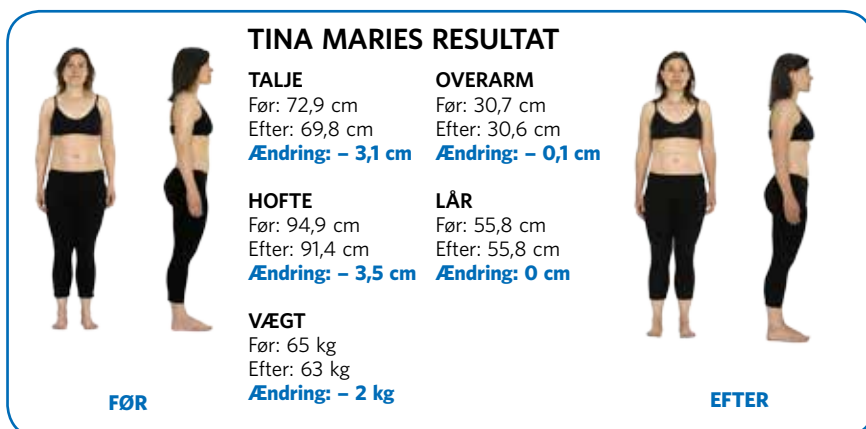 TINA MARIES RESULTAT
TALJE
Før: 72,9 cm
Efter: 69,8 cm
Ændring: – 3,1 cm
OVERARM
Før: 30,7 cm
Efter: 30,6 cm
Ændring: – 0,1 cm
HOFTE
Før: 94,9 cm
Efter: 91,4 cm
Ændring: – 3,5 cm
LÅR
Før: 55,8 cm
Efter: 55,8 cm
Ændring: 0 cm
VÆGT
Før: 65 kg
Efter: 63 kg
Ændring: – 2 kg
FØR
EFTER